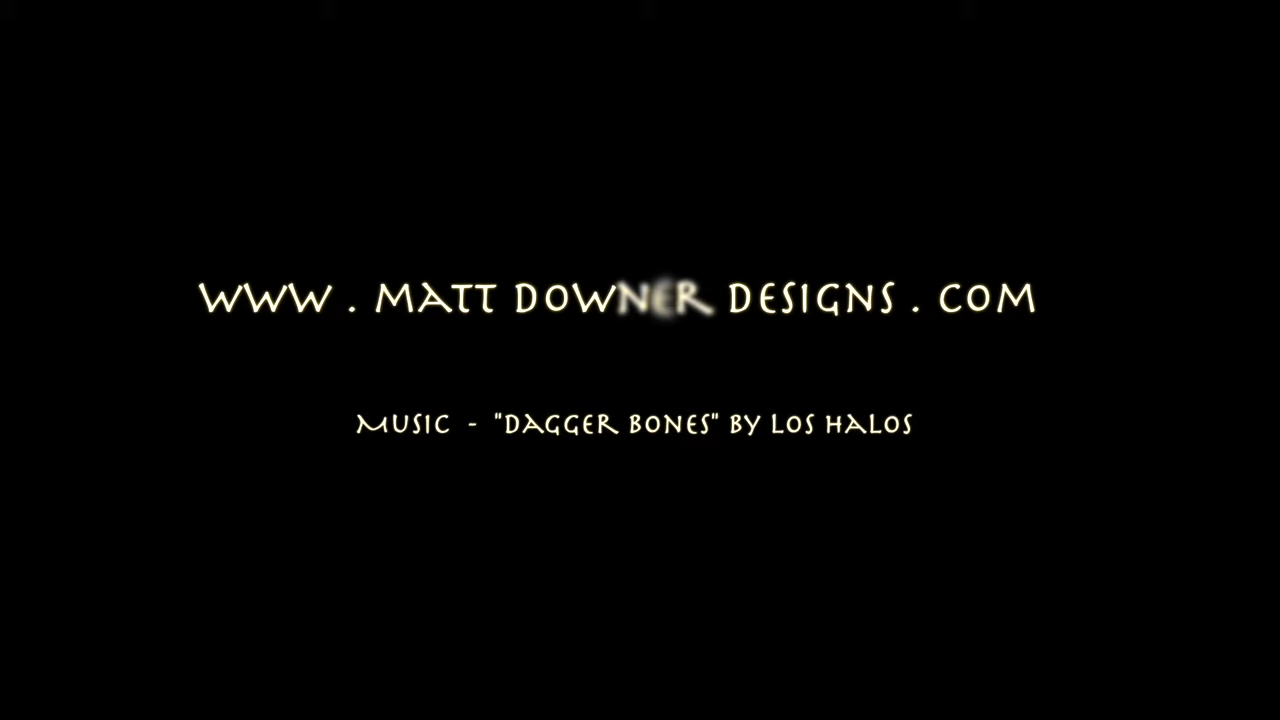 WWW . MATT DOWNER DESIGNS . COM
MUSIC - "DAGGER BONES" BY LOS HALOS